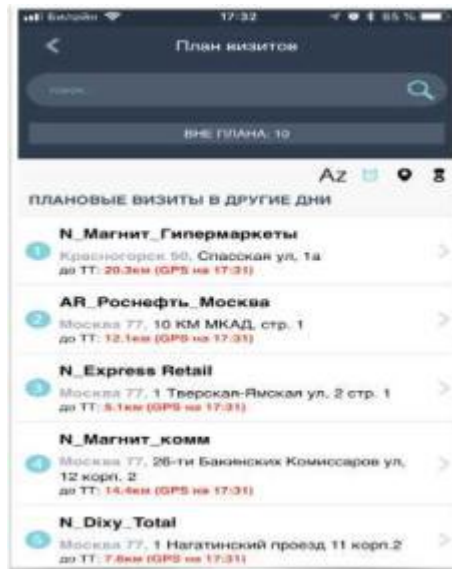 Билайн 17:32 85 %
План визитов
поиск...
ВНЕ ПЛАНА: 10
Az
ПЛАНОВЫЕ ВИЗИТЫ В ДРУГИЕ ДНИ
N_Магнит_Гипермаркеты
1 Красногорск 50, Спасская ул, 1а
до ТТ: 20.3км (GPS на 17:31)
AR_Роснефть_Москва
2 Москва 77, 10 КМ МКАД, стр. 1
до ТТ: 12.1км (GPS на 17:31)
N_Express Retail
3 Москва 77, 1 Тверская-Ямская ул, 2 стр. 1
до ТТ: 5.1км (GPS на 17:31)
N_Магнит_комм
4 Москва 77, 26-ти Бакинских Комиссаров ул,
12 корп. 2
до ТТ: 14.4км (GPS на 17:31)
N_Dixy_Total
5 Москва 77, 1 Нагатинский проезд 11 корп.2
до ТТ: 7.8км (GPS на 17:31)